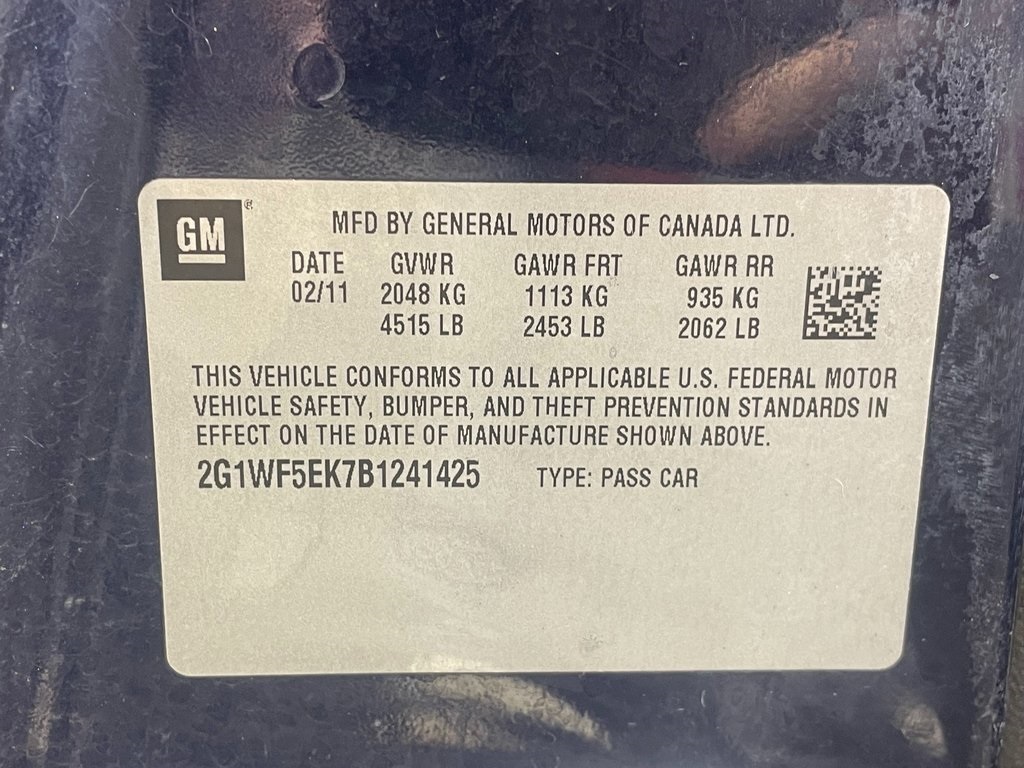 GM®
MFD BY GENERAL MOTORS OF CANADA LTD.
DATE GVWR GAWR FRT GAWR RR
02/11 2048 KG 1113 KG 935 KG
4515 LB 2453 LB 2062 LB
THIS VEHICLE CONFORMS TO ALL APPLICABLE U.S. FEDERAL MOTOR
VEHICLE SAFETY, BUMPER, AND THEFT PREVENTION STANDARDS IN
EFFECT ON THE DATE OF MANUFACTURE SHOWN ABOVE.
2G1WF5EK7B1241425 TYPE: PASS CAR